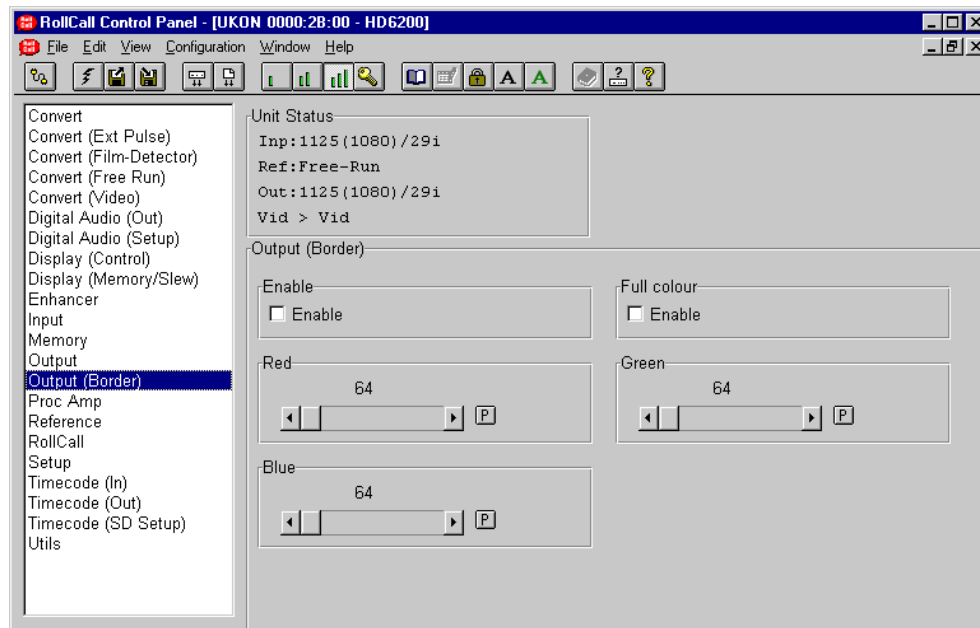 RollCall Control Panel - [UKON 0000:2B:00 - HD6200]
File Edit View Configuration Window Help
A A
Convert
Convert (Ext Pulse)
Convert (Film-Detector)
Convert (Free Run)
Convert (Video)
Digital Audio (Out)
Digital Audio (Setup)
Display (Control)
Display (Memory/Slew)
Enhancer
Input
Memory
Output
Output (Border)
Proc Amp
Reference
RollCall
Setup
Timecode (In)
Timecode (Out)
Timecode (SD Setup)
Utils
Unit Status
Inp:1125(1080)/29i
Ref:Free-Run
Out:1125(1080)/29i
Vid > Vid
Output (Border)
Enable
Enable
Full colour
Enable
Red
64
P
Green
64
P
Blue
64
P